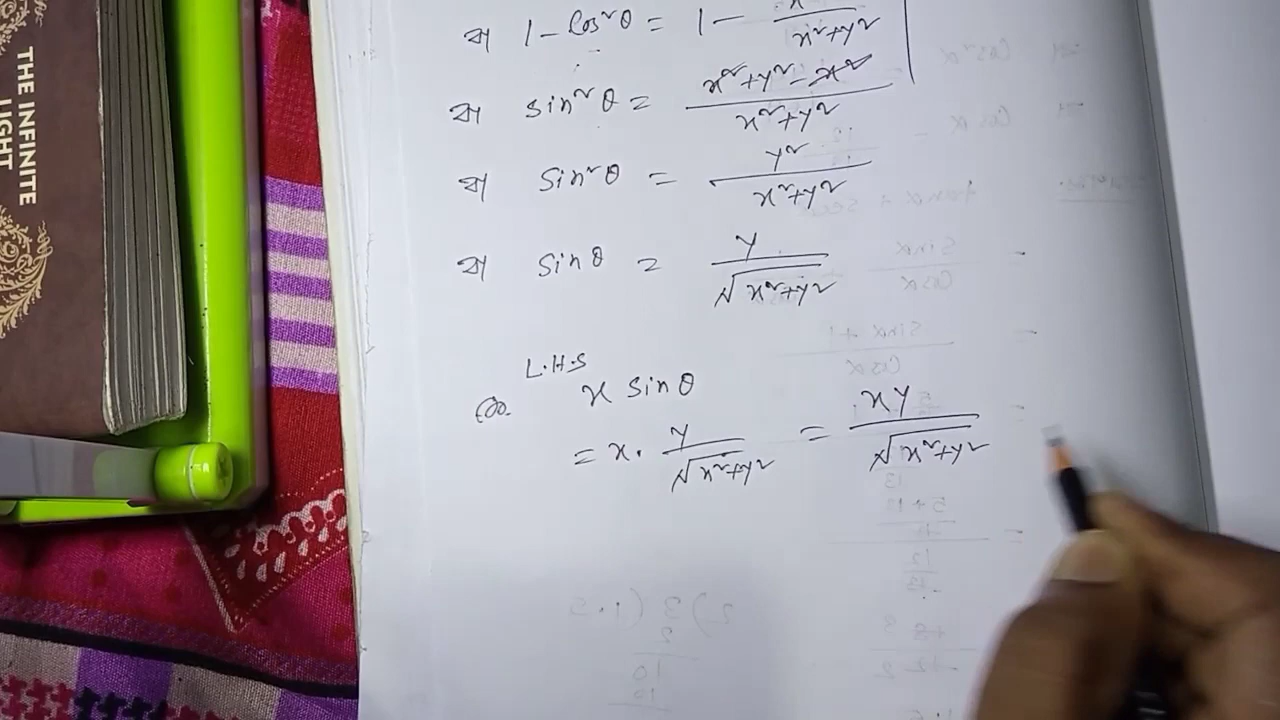 THE INFINITE
LIGHT
বা 1 - Cos²θ = 1 - x²/(x²+y²)
বা sin²θ = (x²+y²-x²)/(x²+y²)
বা Sin²θ = y²/(x²+y²)
বা Sinθ = y/√(x²+y²)
L.H.S
x sinθ
= x · y/√(x²+y²) = xy/√(x²+y²)